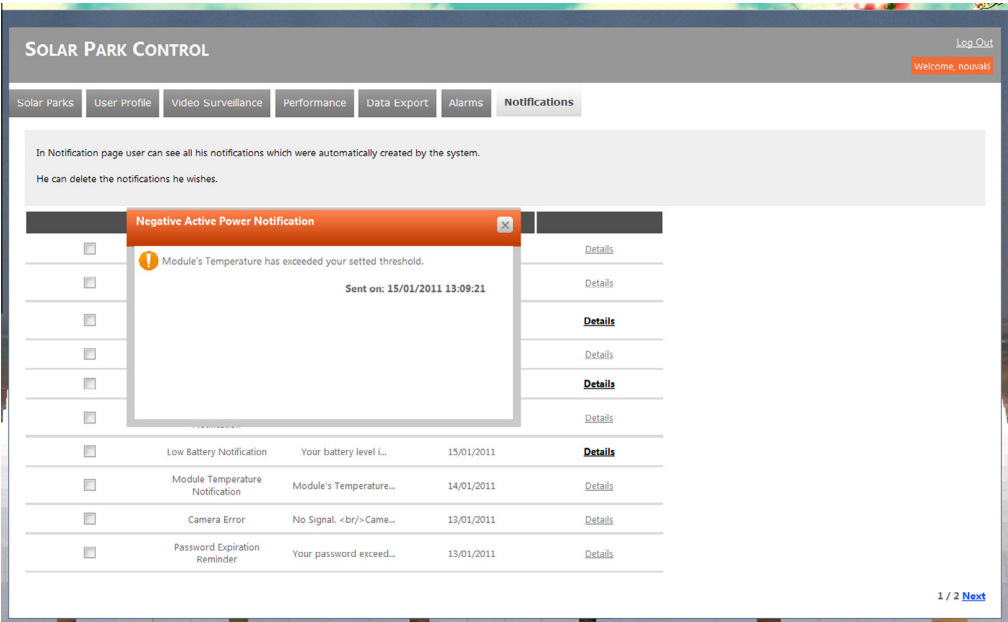 SOLAR PARK CONTROL
Log Out
Welcome, nouvaki
Solar Parks User Profile Video Surveillance Performance Data Export Alarms Notifications
In Notification page user can see all his notifications which were automatically created by the system.
He can delete the notifications he wishes.
Negative Active Power Notification
Module's Temperature has exceeded your setted threshold.
Sent on: 15/01/2011 13:09:21
Details
Details
Details
Details
Details
Details
Low Battery Notification Your battery level i... 15/01/2011 Details
Module Temperature
Notification Module's Temperature... 14/01/2011 Details
Camera Error No Signal. <br/>Came... 13/01/2011 Details
Password Expiration
Reminder Your password exceed... 13/01/2011 Details
1 / 2 Next